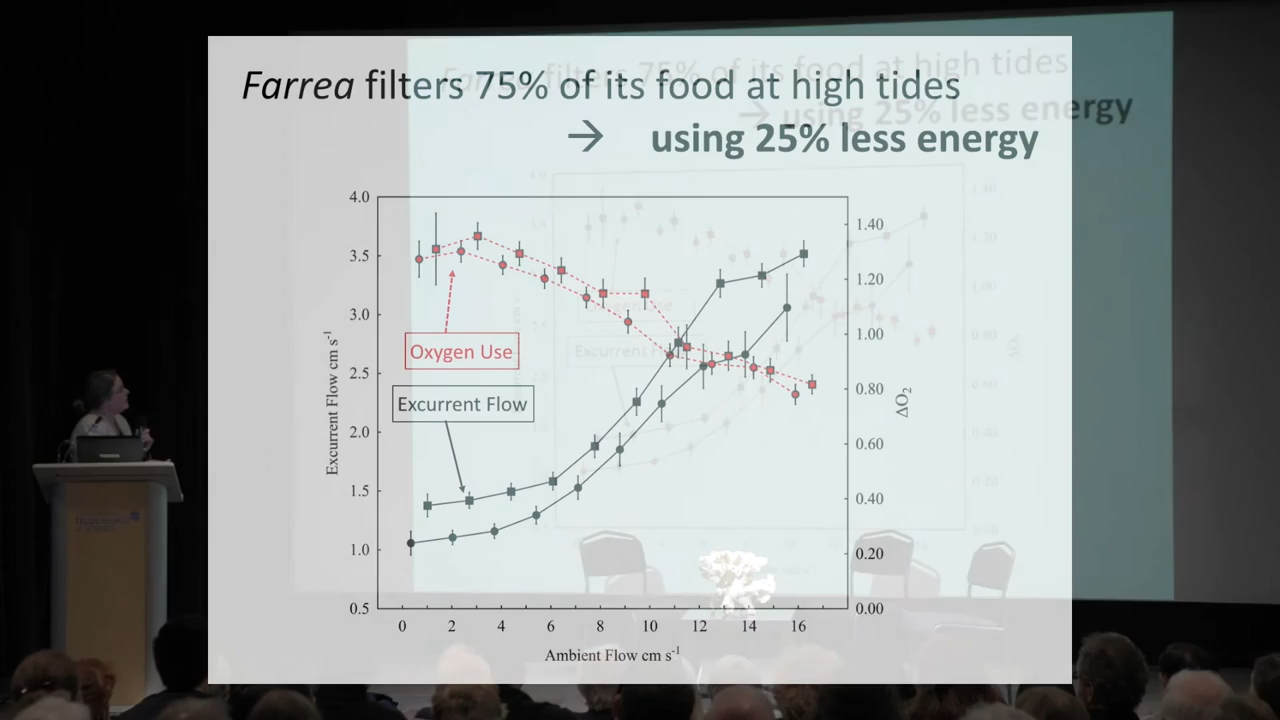 Farrea filters 75% of its food at high tides
→ using 25% less energy
4.0
3.5
3.0
2.5
2.0
1.5
1.0
0.5
Excurrent Flow cm s-1
1.40
1.20
1.00
0.80
0.60
0.40
0.20
0.00
ΔO2
Oxygen Use
Excurrent Flow
0 2 4 6 8 10 12 14 16
Ambient Flow cm s-1